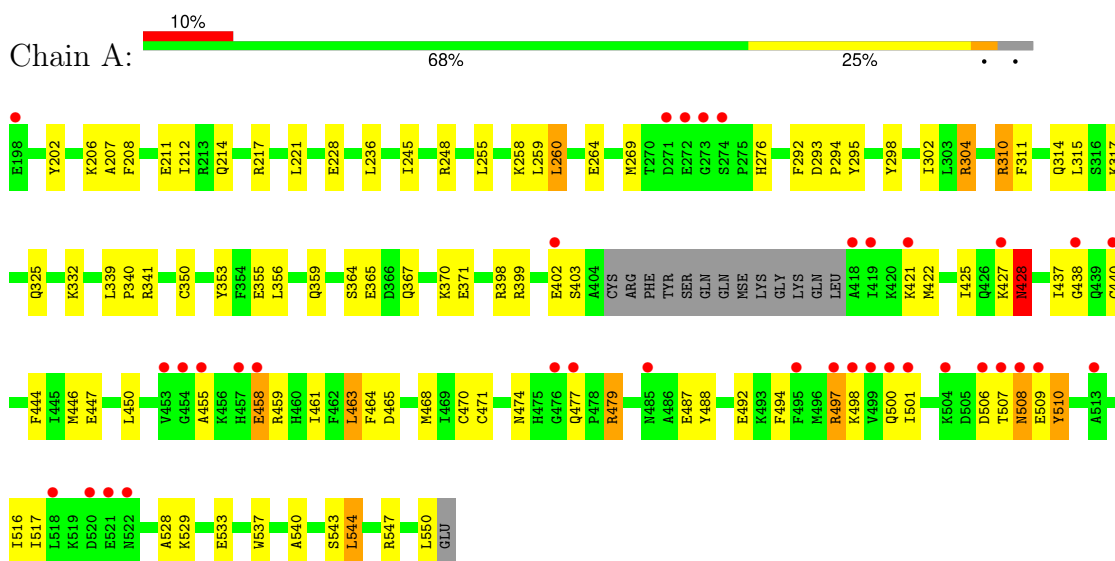 10%
Chain A:
68% 25% • •
E198 Y202 K206 A207 F208 E211 I212 R213 Q214 R217 L221 E228 L236 I245 R248 L255 K258 L259 L260 E264 M269 T270 D271 E272 G273 S274 P275 H276 F292 D293 P294 Y295 Y298 I302 L303 R304 R310 F311 Q314 L315 S316 K317
Q325 K332 L339 P340 R341 C350 Y353 F354 E355 L356 Q359 S364 E365 D366 Q367 K370 E371 R398 R399 E402 S403 A404 CYS ARG PHE TYR SER GLN GLN MSE LYS GLY LYS GLN LEU A418 I419 K420 K421 M422 I425 Q426 K427 N428 I437 G438 Q439
F444 I445 M446 E447 L450 V453 G454 A455 K456 H457 E458 R459 H460 I461 F462 L463 F464 D465 M468 I469 C470 C471 N474 H475 G476 Q477 P478 R479 N485 A486 E487 Y488 E492 K493 F494 F495 M496 R497 K498 V499 Q500 I501 K504 D505 D506 T507 N508 E509 Y510 A513
I516 I517 L518 K519 D520 E521 N522 A528 K529 E533 W537 A540 S543 L544 R547 L550 GLU